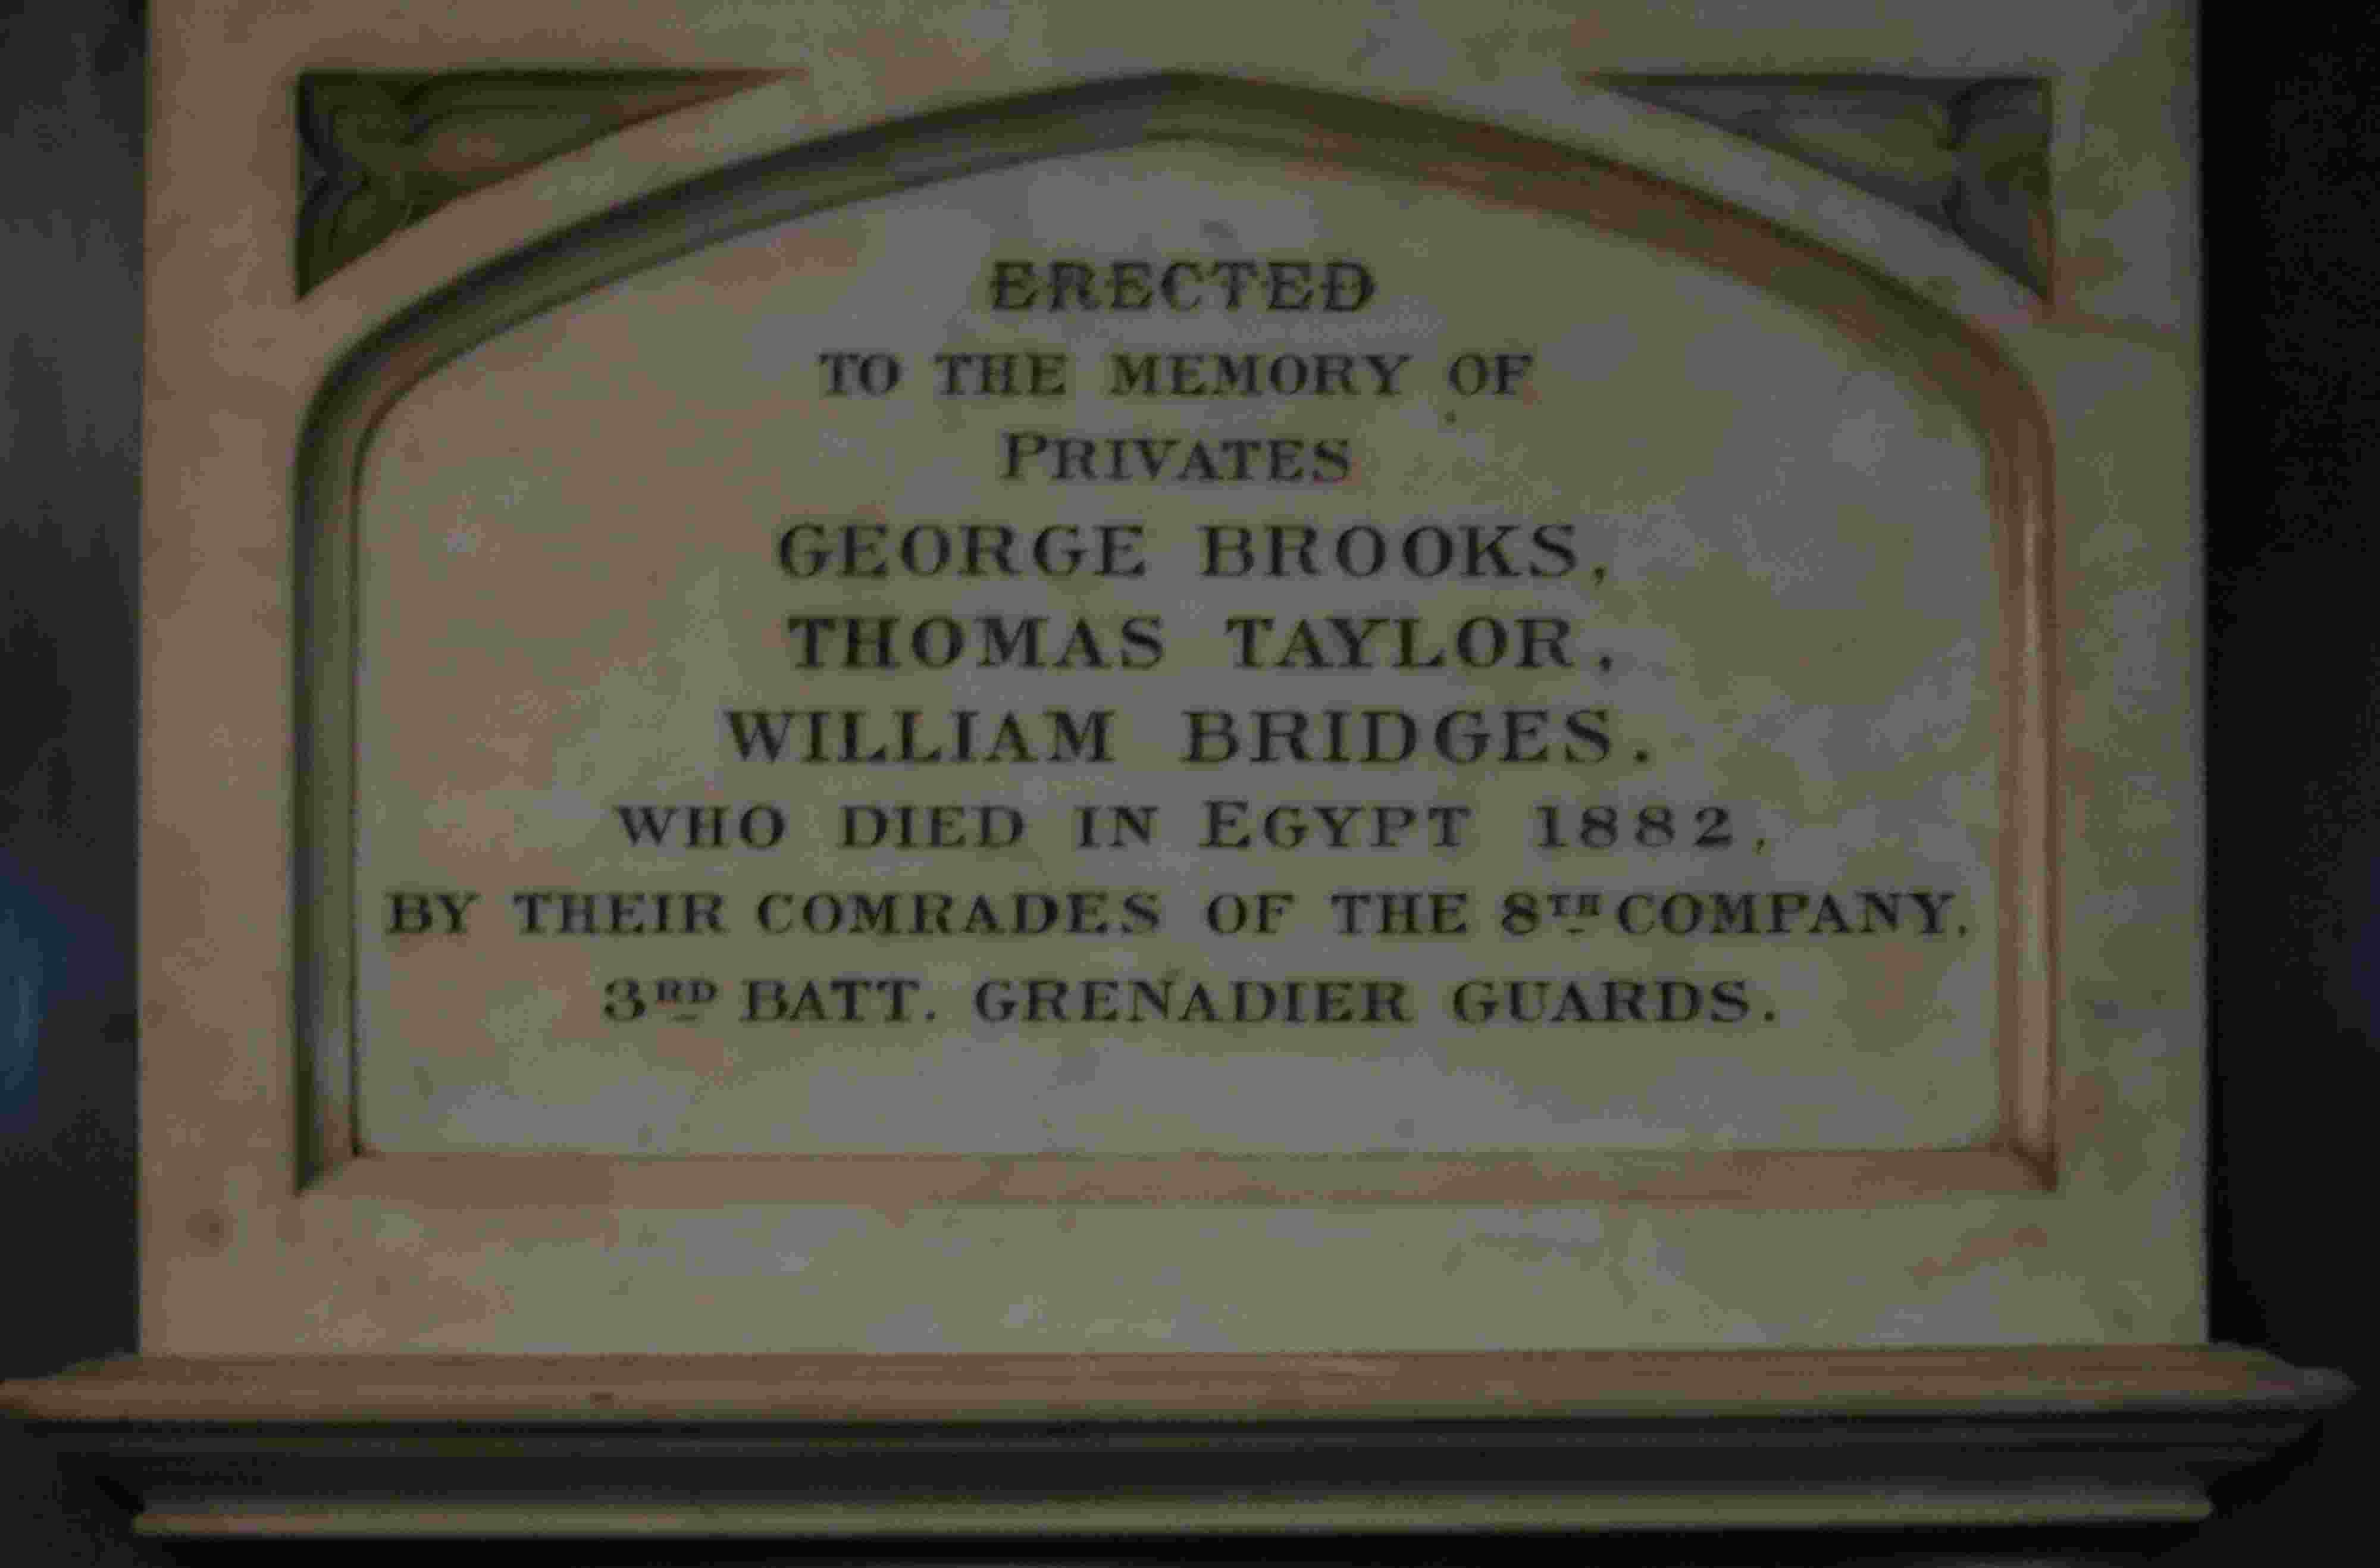 ERECTED
TO THE MEMORY OF
PRIVATES
GEORGE BROOKS,
THOMAS TAYLOR,
WILLIAM BRIDGES.
WHO DIED IN EGYPT 1882,
BY THEIR COMRADES OF THE 8TH COMPANY,
3RD BATT. GRENADIER GUARDS.